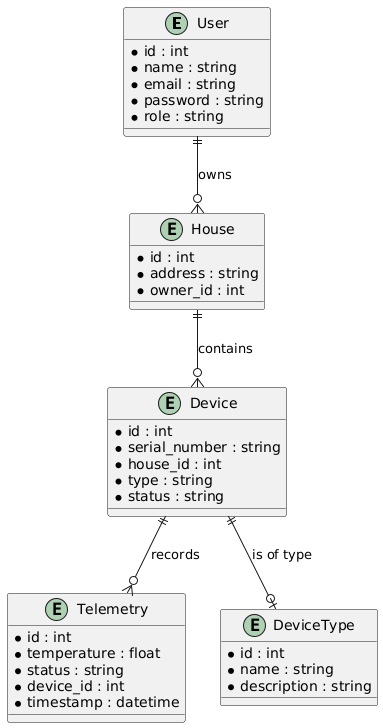 E User
* id : int
* name : string
* email : string
* password : string
* role : string
owns
E House
* id : int
* address : string
* owner_id : int
contains
E Device
* id : int
* serial_number : string
* house_id : int
* type : string
* status : string
records
is of type
E Telemetry
* id : int
* temperature : float
* status : string
* device_id : int
* timestamp : datetime
E DeviceType
* id : int
* name : string
* description : string